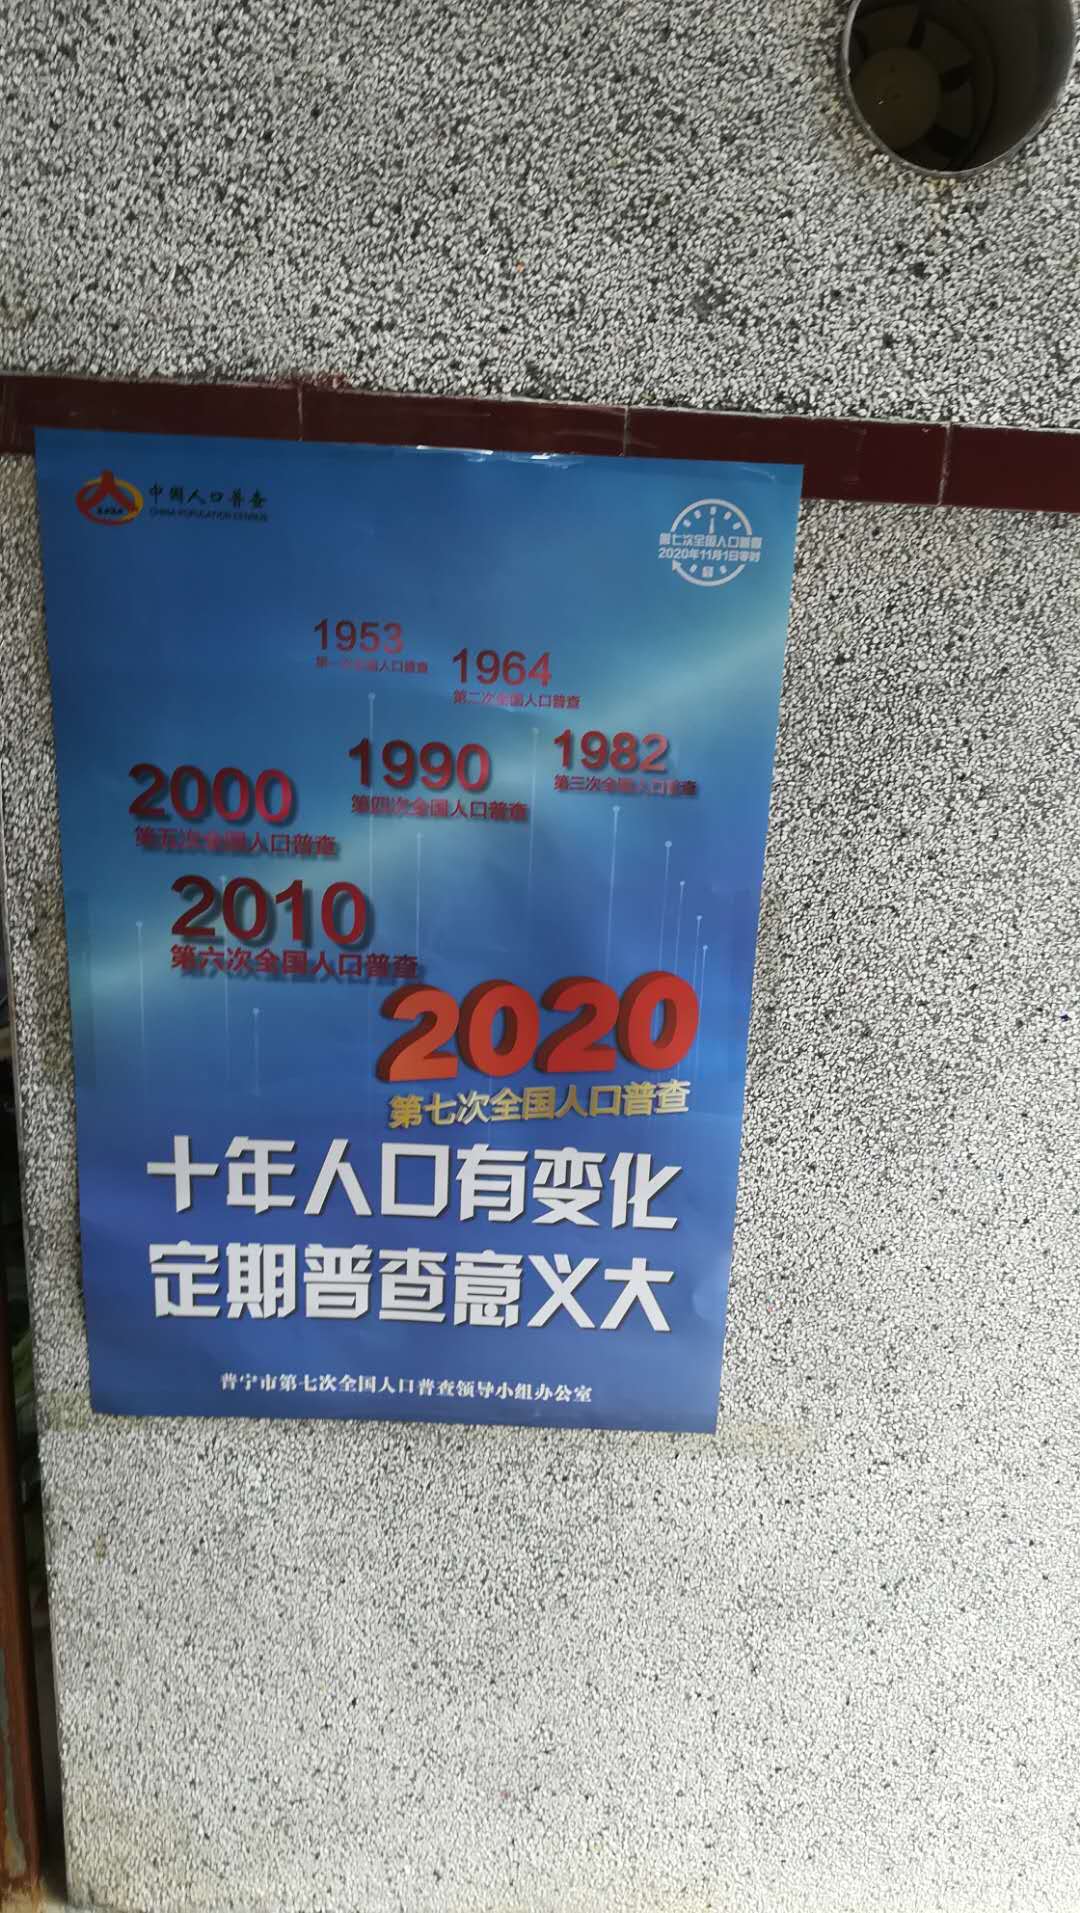 中国人口普查
CHINA POPULATION CENSUS
第七次全国人口普查
2020年11月1日零时
1953
第一次全国人口普查
1964
第二次全国人口普查
1982
第三次全国人口普查
1990
第四次全国人口普查
2000
第五次全国人口普查
2010
第六次全国人口普查
2020
第七次全国人口普查
十年人口有变化
定期普查意义大
普宁市第七次全国人口普查领导小组办公室